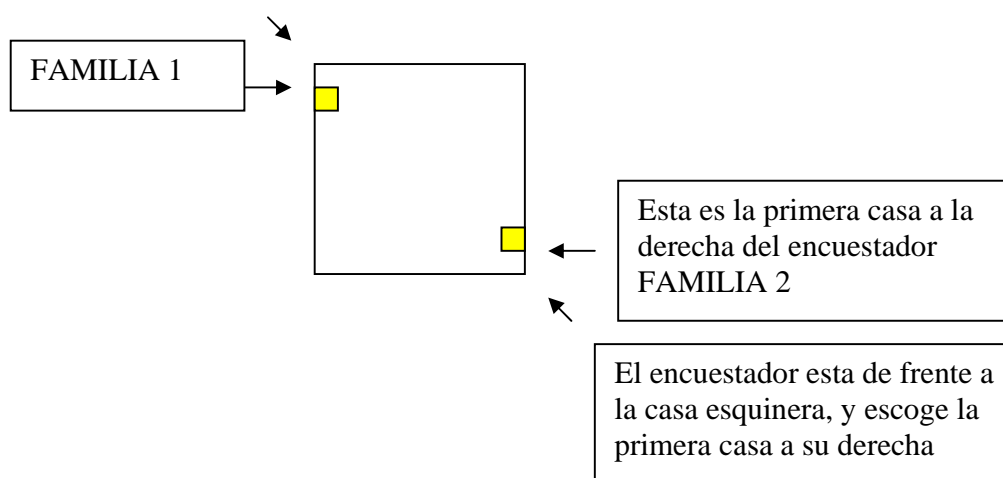 FAMILIA 1
Esta es la primera casa a la
derecha del encuestador
FAMILIA 2
El encuestador esta de frente a
la casa esquinera, y escoge la
primera casa a su derecha